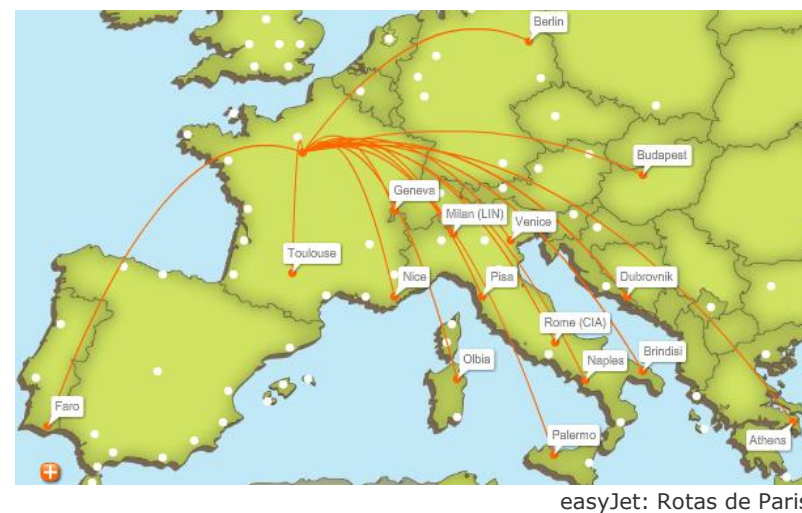 Berlin
Budapest
Geneva
Milan (LIN)
Venice
Toulouse
Nice
Pisa
Dubrovnik
Rome (CIA)
Olbia
Naples
Brindisi
Faro
Palermo
Athens
easyJet: Rotas de Paris